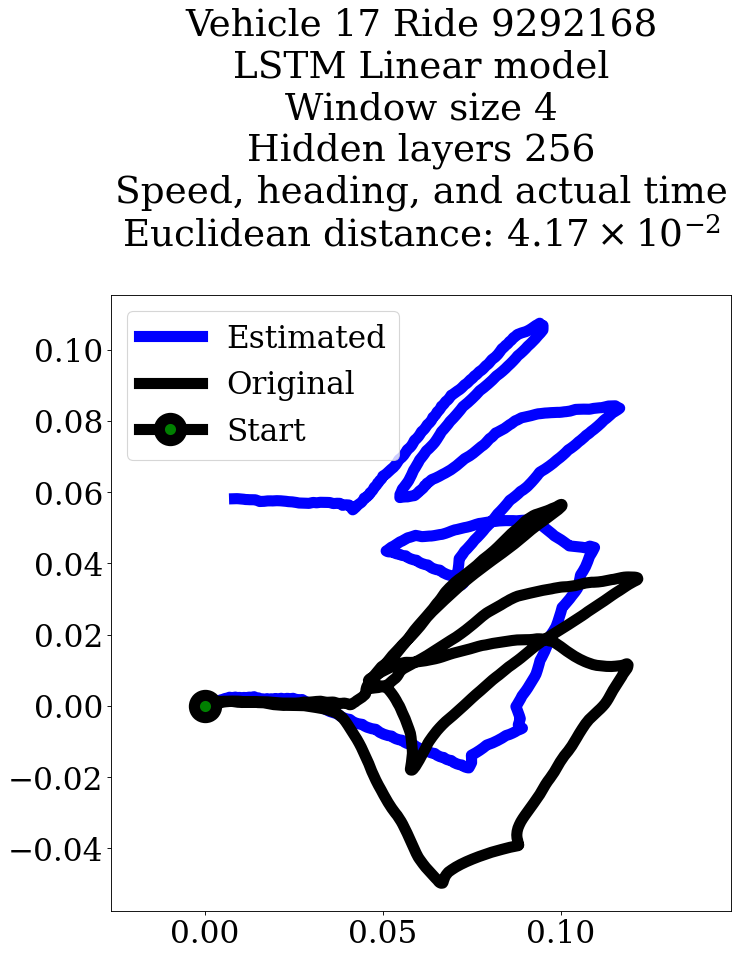 Vehicle 17 Ride 9292168
LSTM Linear model
Window size 4
Hidden layers 256
Speed, heading, and actual time
Euclidean distance: 4.17 × 10⁻²
Estimated
Original
Start
0.10
0.08
0.06
0.04
0.02
0.00
−0.02
−0.04
0.00 0.05 0.10